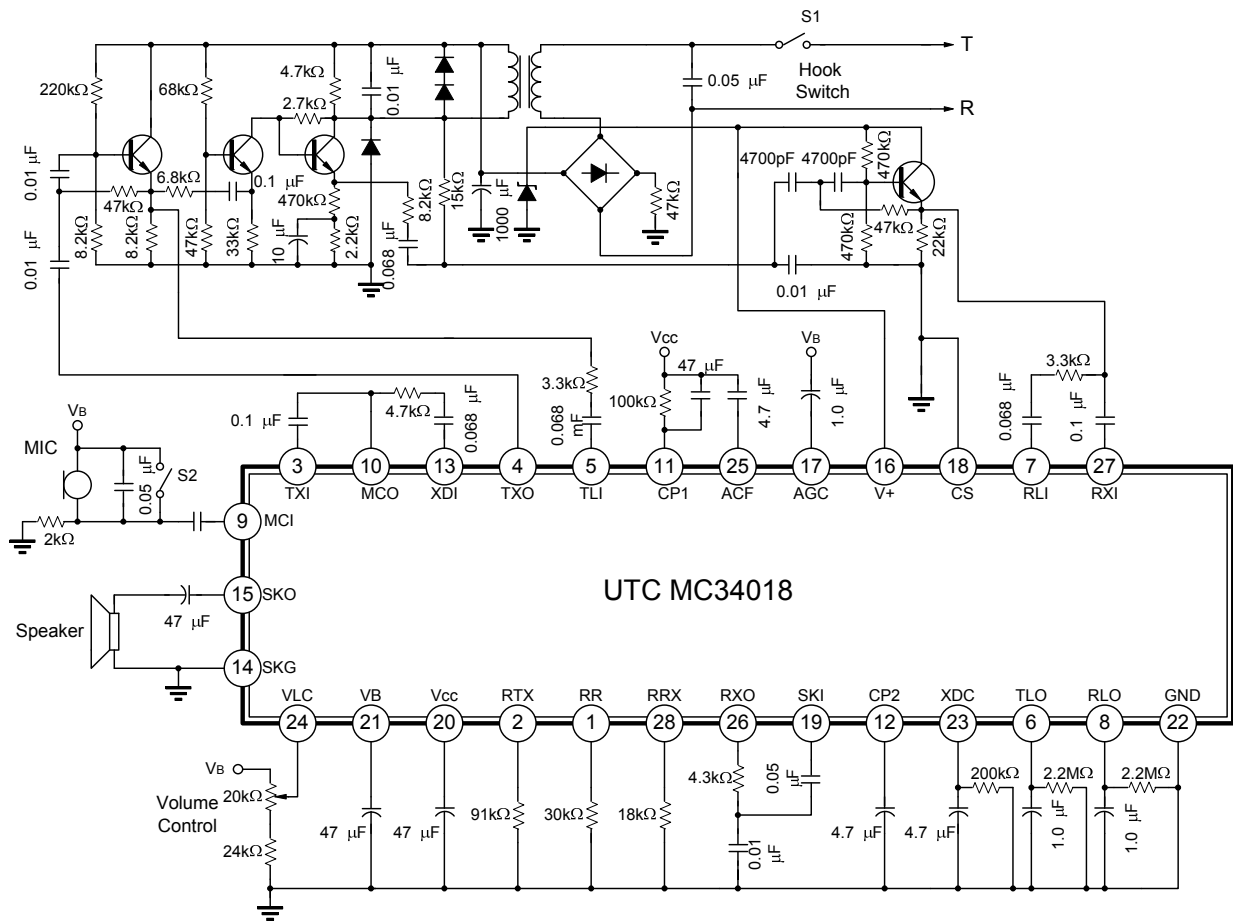 S1
T
Hook
Switch
R
220kΩ
68kΩ
4.7kΩ
2.7kΩ
0.01 μF
0.05 μF
4700pF
4700pF
470kΩ
0.01 μF
6.8kΩ
0.1 μF
47kΩ
470kΩ
8.2kΩ
15kΩ
1000 μF
47kΩ
47kΩ
0.01 μF
8.2kΩ
8.2kΩ
47kΩ
33kΩ
10 μF
2.2kΩ
0.068 μF
470kΩ
22kΩ
0.01 μF
VCC
VB
3.3kΩ
47 μF
3.3kΩ
0.1 μF
4.7kΩ
0.068 μF
0.068 mF
100kΩ
4.7 μF
1.0 μF
0.068 μF
0.1 μF
VB
MIC
0.05 μF
S2
2kΩ
3
10
13
4
5
11
25
17
16
18
7
27
TXI
MCO
XDI
TXO
TLI
CP1
ACF
AGC
V+
CS
RLI
RXI
9
MCI
UTC MC34018
15
SKO
47 μF
Speaker
14
SKG
VLC
VB
Vcc
RTX
RR
RRX
RXO
SKI
CP2
XDC
TLO
RLO
GND
24
21
20
2
1
28
26
19
12
23
6
8
22
VB
20kΩ
Volume
Control
24kΩ
47 μF
47 μF
91kΩ
30kΩ
18kΩ
4.3kΩ
0.05 μF
0.01 μF
4.7 μF
4.7 μF
200kΩ
2.2MΩ
1.0 μF
2.2MΩ
1.0 μF